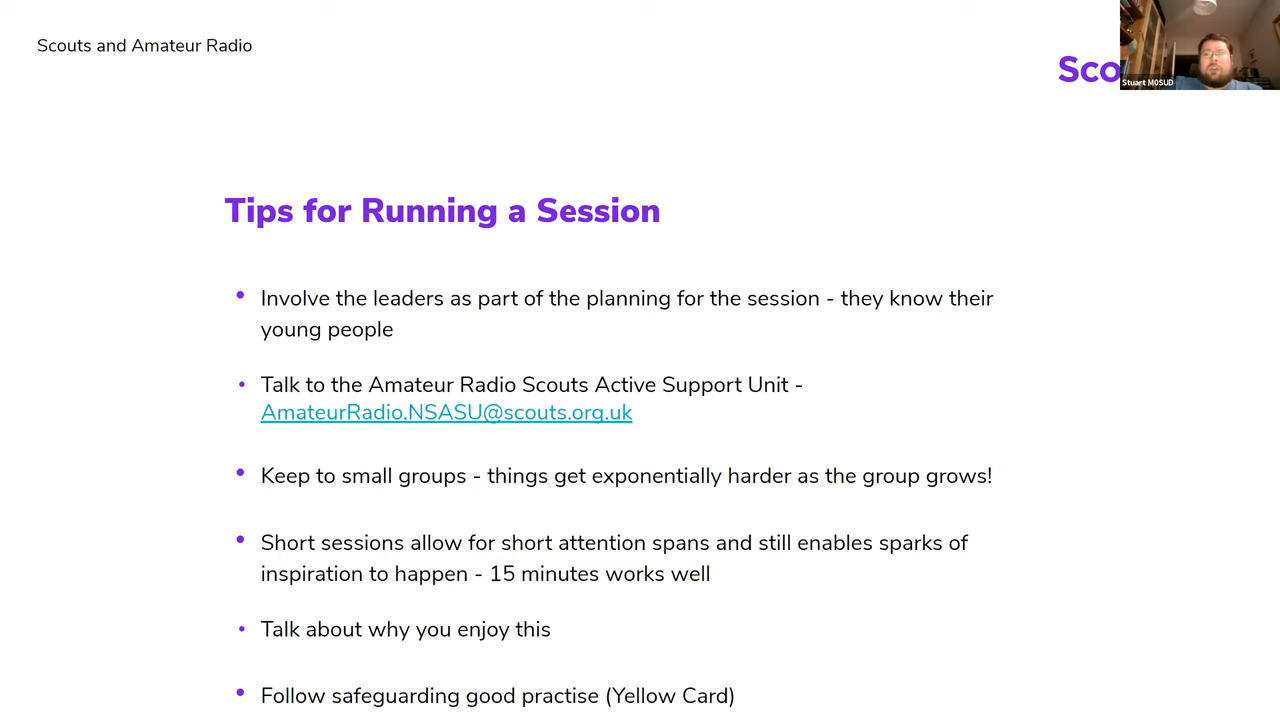 Scouts and Amateur Radio
Sco
Stuart M0SUD
Tips for Running a Session
• Involve the leaders as part of the planning for the session - they know their
young people
• Talk to the Amateur Radio Scouts Active Support Unit -
AmateurRadio.NSASU@scouts.org.uk
• Keep to small groups - things get exponentially harder as the group grows!
• Short sessions allow for short attention spans and still enables sparks of
inspiration to happen - 15 minutes works well
• Talk about why you enjoy this
• Follow safeguarding good practise (Yellow Card)